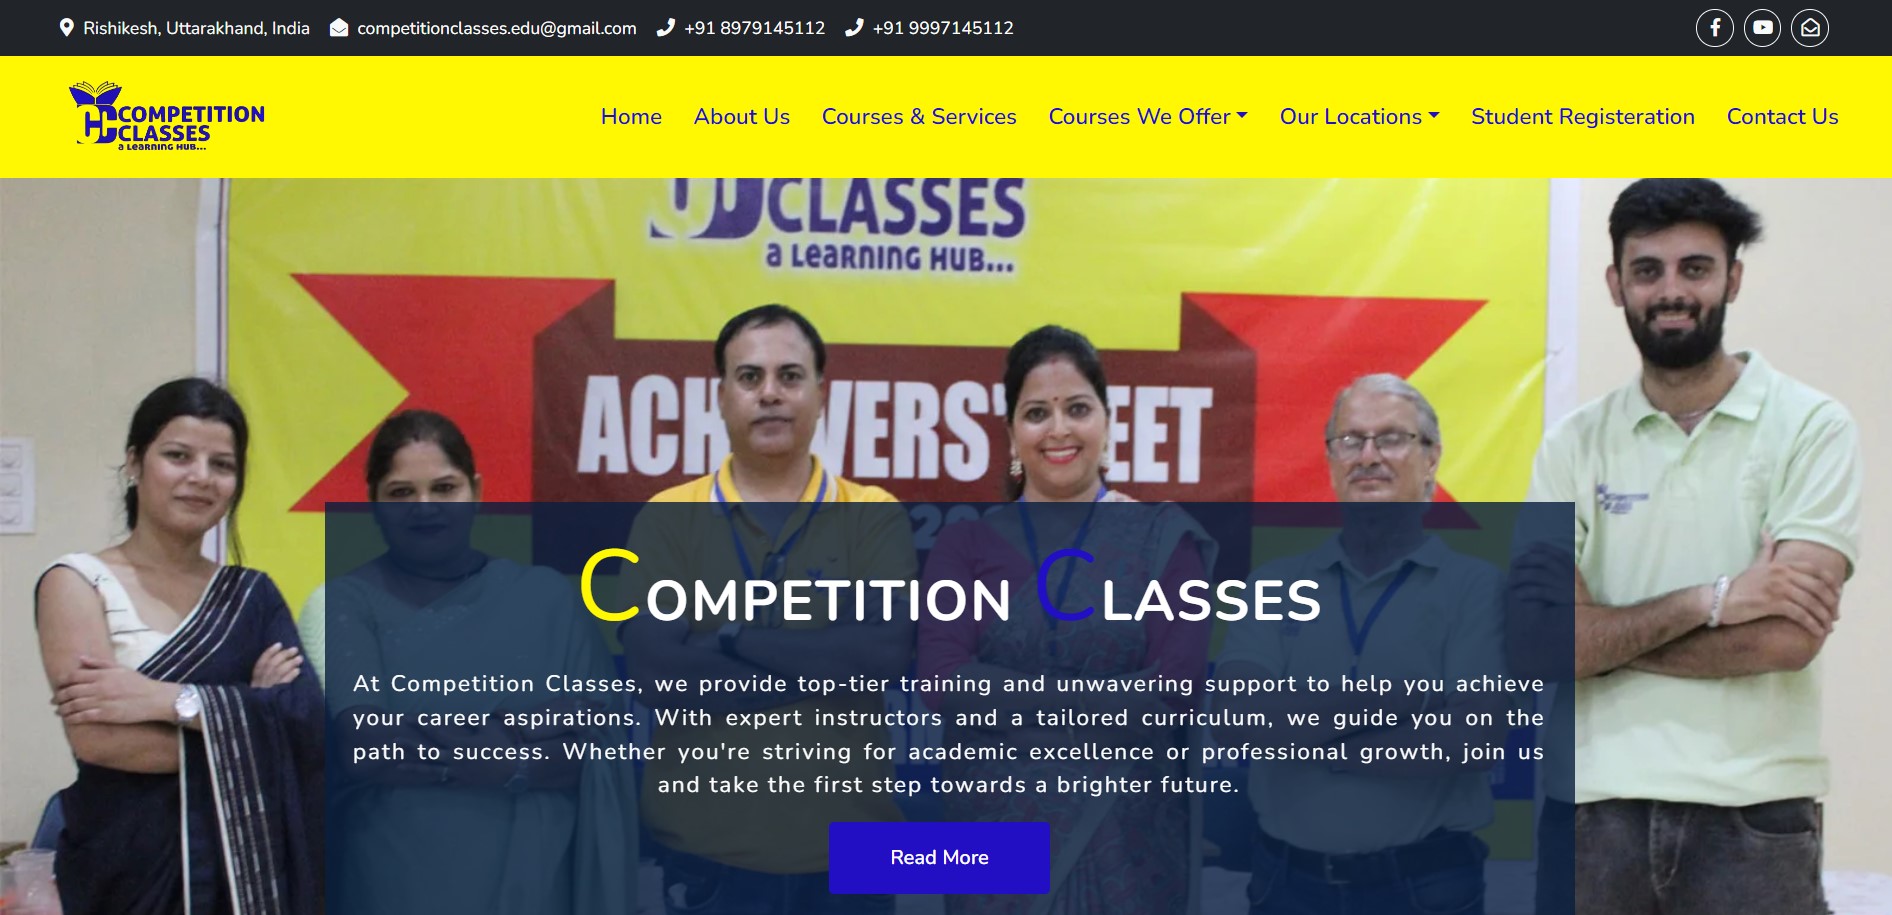 Rishikesh, Uttarakhand, India competitionclasses.edu@gmail.com +91 8979145112 +91 9997145112
COMPETITION
CLASSES
a Learning Hub...
Home About Us Courses & Services Courses We Offer Our Locations Student Registeration Contact Us
CLASSES
a Learning Hub...
ACH VERS' EET
COMPETITION CLASSES
At Competition Classes, we provide top-tier training and unwavering support to help you achieve
your career aspirations. With expert instructors and a tailored curriculum, we guide you on the
path to success. Whether you're striving for academic excellence or professional growth, join us
and take the first step towards a brighter future.
Read More